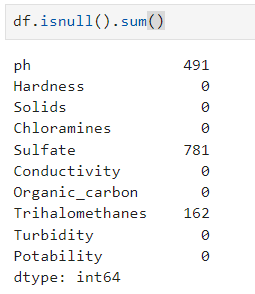 df.isnull().sum()
ph 491
Hardness 0
Solids 0
Chloramines 0
Sulfate 781
Conductivity 0
Organic_carbon 0
Trihalomethanes 162
Turbidity 0
Potability 0
dtype: int64